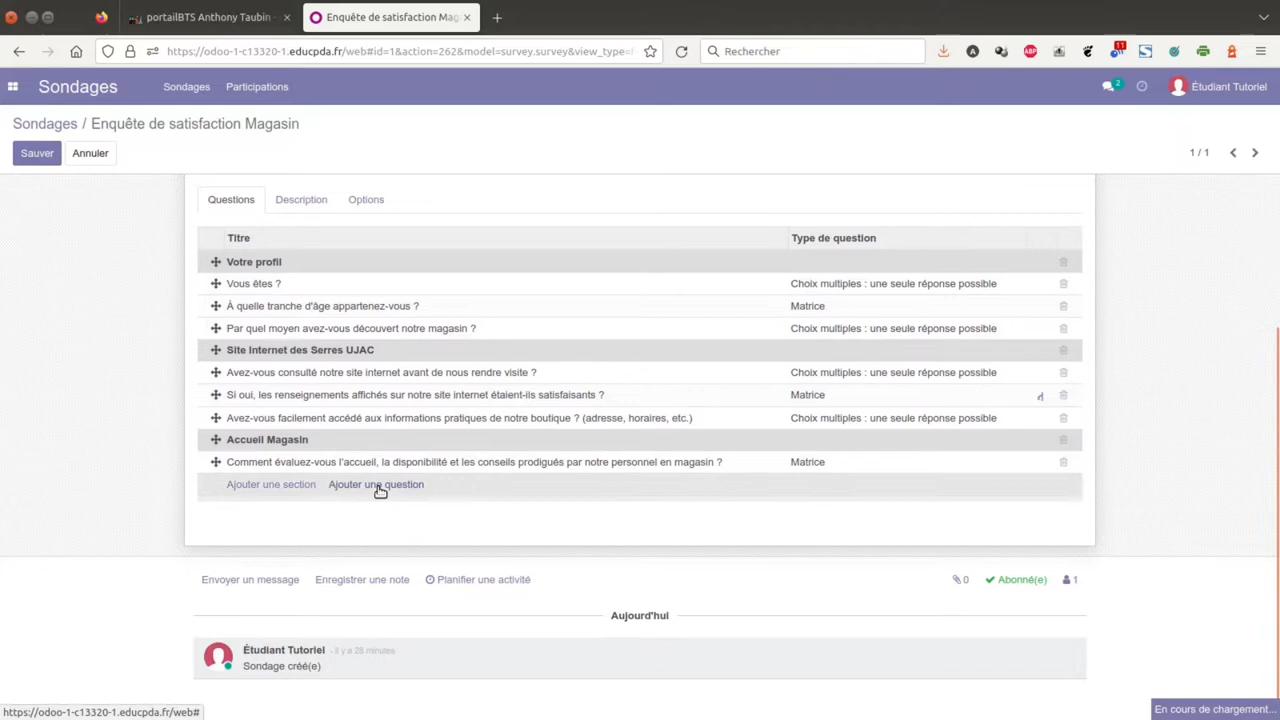 portailBTS Anthony Taubin ·
Enquête de satisfaction Mag
https://odoo-1-c13320-1.educpda.fr/web#id=1&action=262&model=survey.survey&view_type=f
Rechercher
11
Sondages
Sondages
Participations
2
Étudiant Tutoriel
Sondages / Enquête de satisfaction Magasin
Sauver
Annuler
1 / 1
Questions
Description
Options
Titre
Type de question
Votre profil
Vous êtes ?
Choix multiples : une seule réponse possible
À quelle tranche d'âge appartenez-vous ?
Matrice
Par quel moyen avez-vous découvert notre magasin ?
Choix multiples : une seule réponse possible
Site Internet des Serres UJAC
Avez-vous consulté notre site internet avant de nous rendre visite ?
Choix multiples : une seule réponse possible
Si oui, les renseignements affichés sur notre site internet étaient-ils satisfaisants ?
Matrice
Avez-vous facilement accédé aux informations pratiques de notre boutique ? (adresse, horaires, etc.)
Choix multiples : une seule réponse possible
Accueil Magasin
Comment évaluez-vous l'accueil, la disponibilité et les conseils prodigués par notre personnel en magasin ?
Matrice
Ajouter une section
Ajouter une question
Envoyer un message
Enregistrer une note
Planifier une activité
0
Abonné(e)
1
Aujourd'hui
Étudiant Tutoriel - il y a 28 minutes
Sondage créé(e)
https://odoo-1-c13320-1.educpda.fr/web#
En cours de chargement...